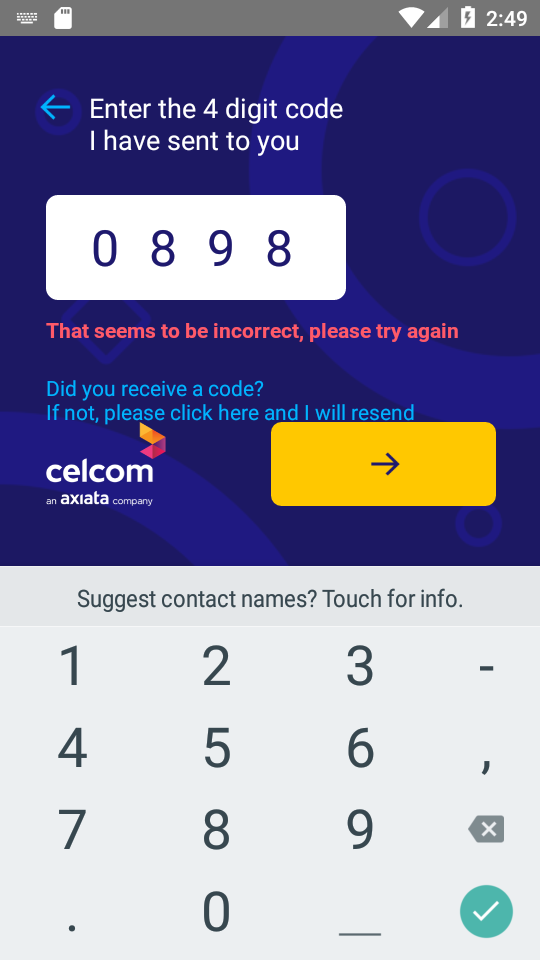 2:49
Enter the 4 digit code
I have sent to you
0 8 9 8
That seems to be incorrect, please try again
Did you receive a code?
If not, please click here and I will resend
celcom
an axiata company
Suggest contact names? Touch for info.
1 2 3 -
4 5 6 ,
7 8 9
. 0 _